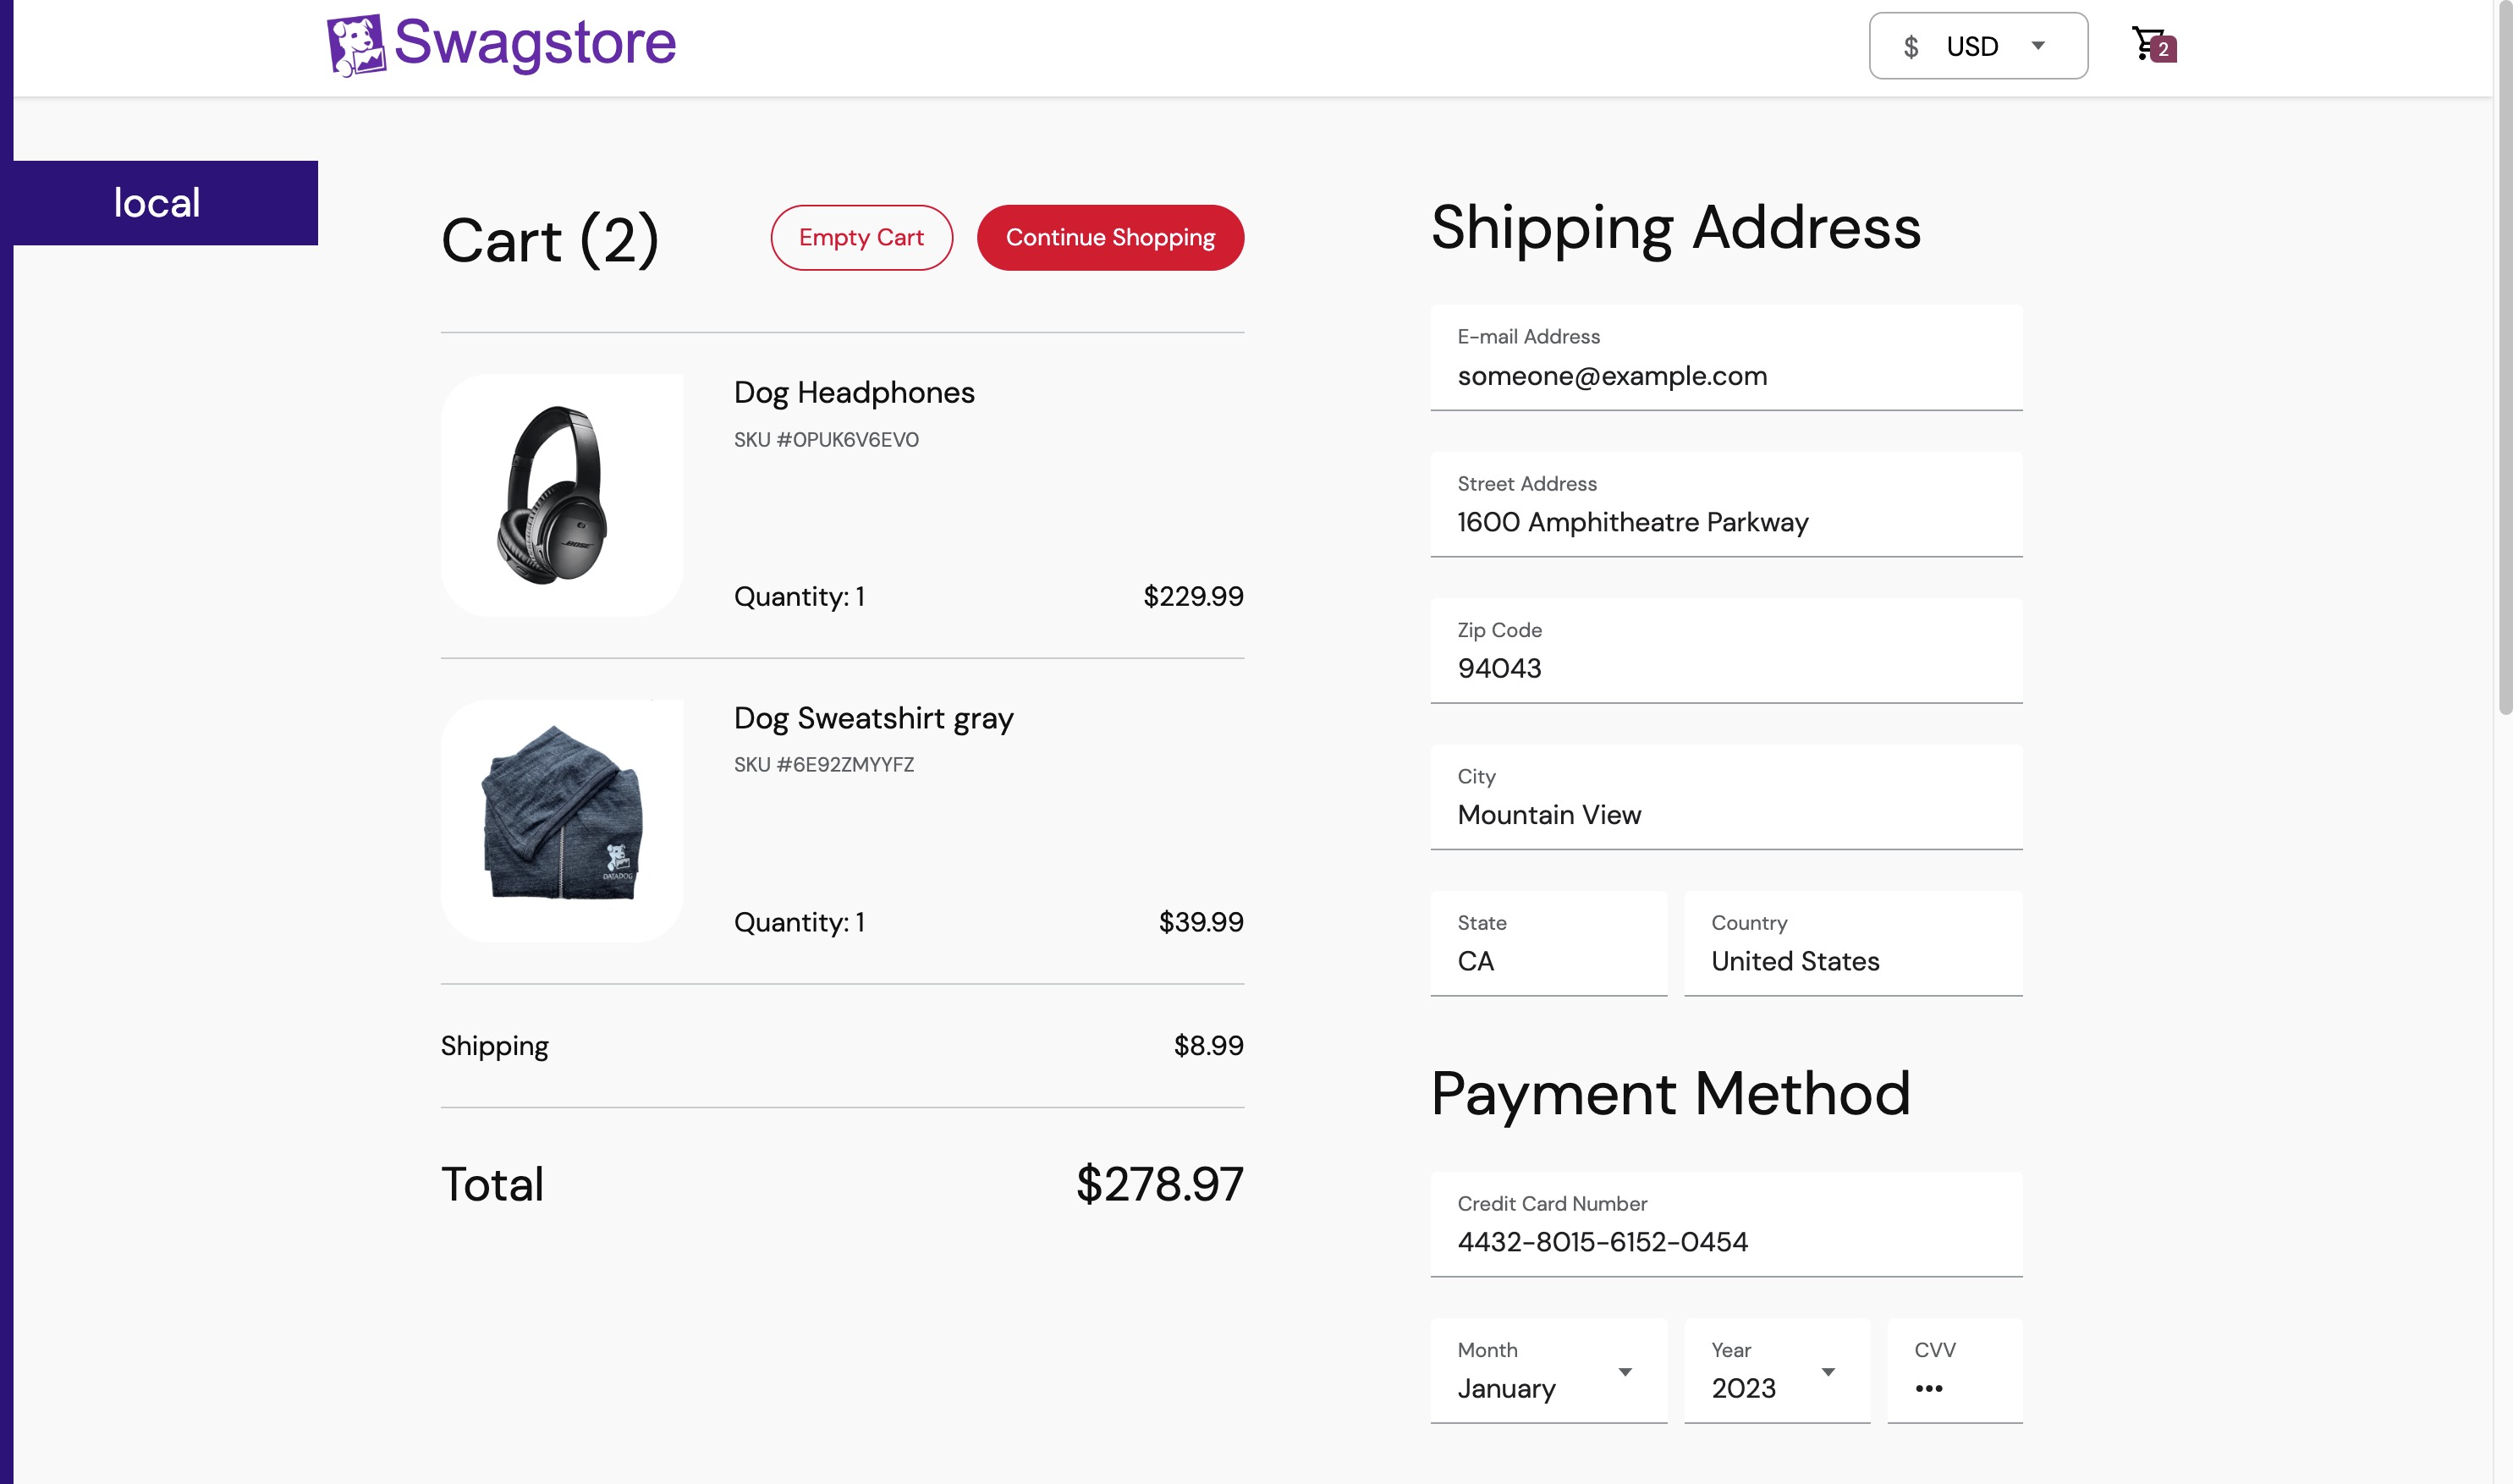 Swagstore
$ USD
2
local
Cart (2)
Empty Cart
Continue Shopping
Dog Headphones
SKU #0PUK6V6EV0
BOSE
Quantity: 1
$229.99
Dog Sweatshirt gray
SKU #6E92ZMYYFZ
DATADOG
Quantity: 1
$39.99
Shipping
$8.99
Total
$278.97
Shipping Address
E-mail Address
someone@example.com
Street Address
1600 Amphitheatre Parkway
Zip Code
94043
City
Mountain View
State
CA
Country
United States
Payment Method
Credit Card Number
4432-8015-6152-0454
Month
January
Year
2023
CVV
•••